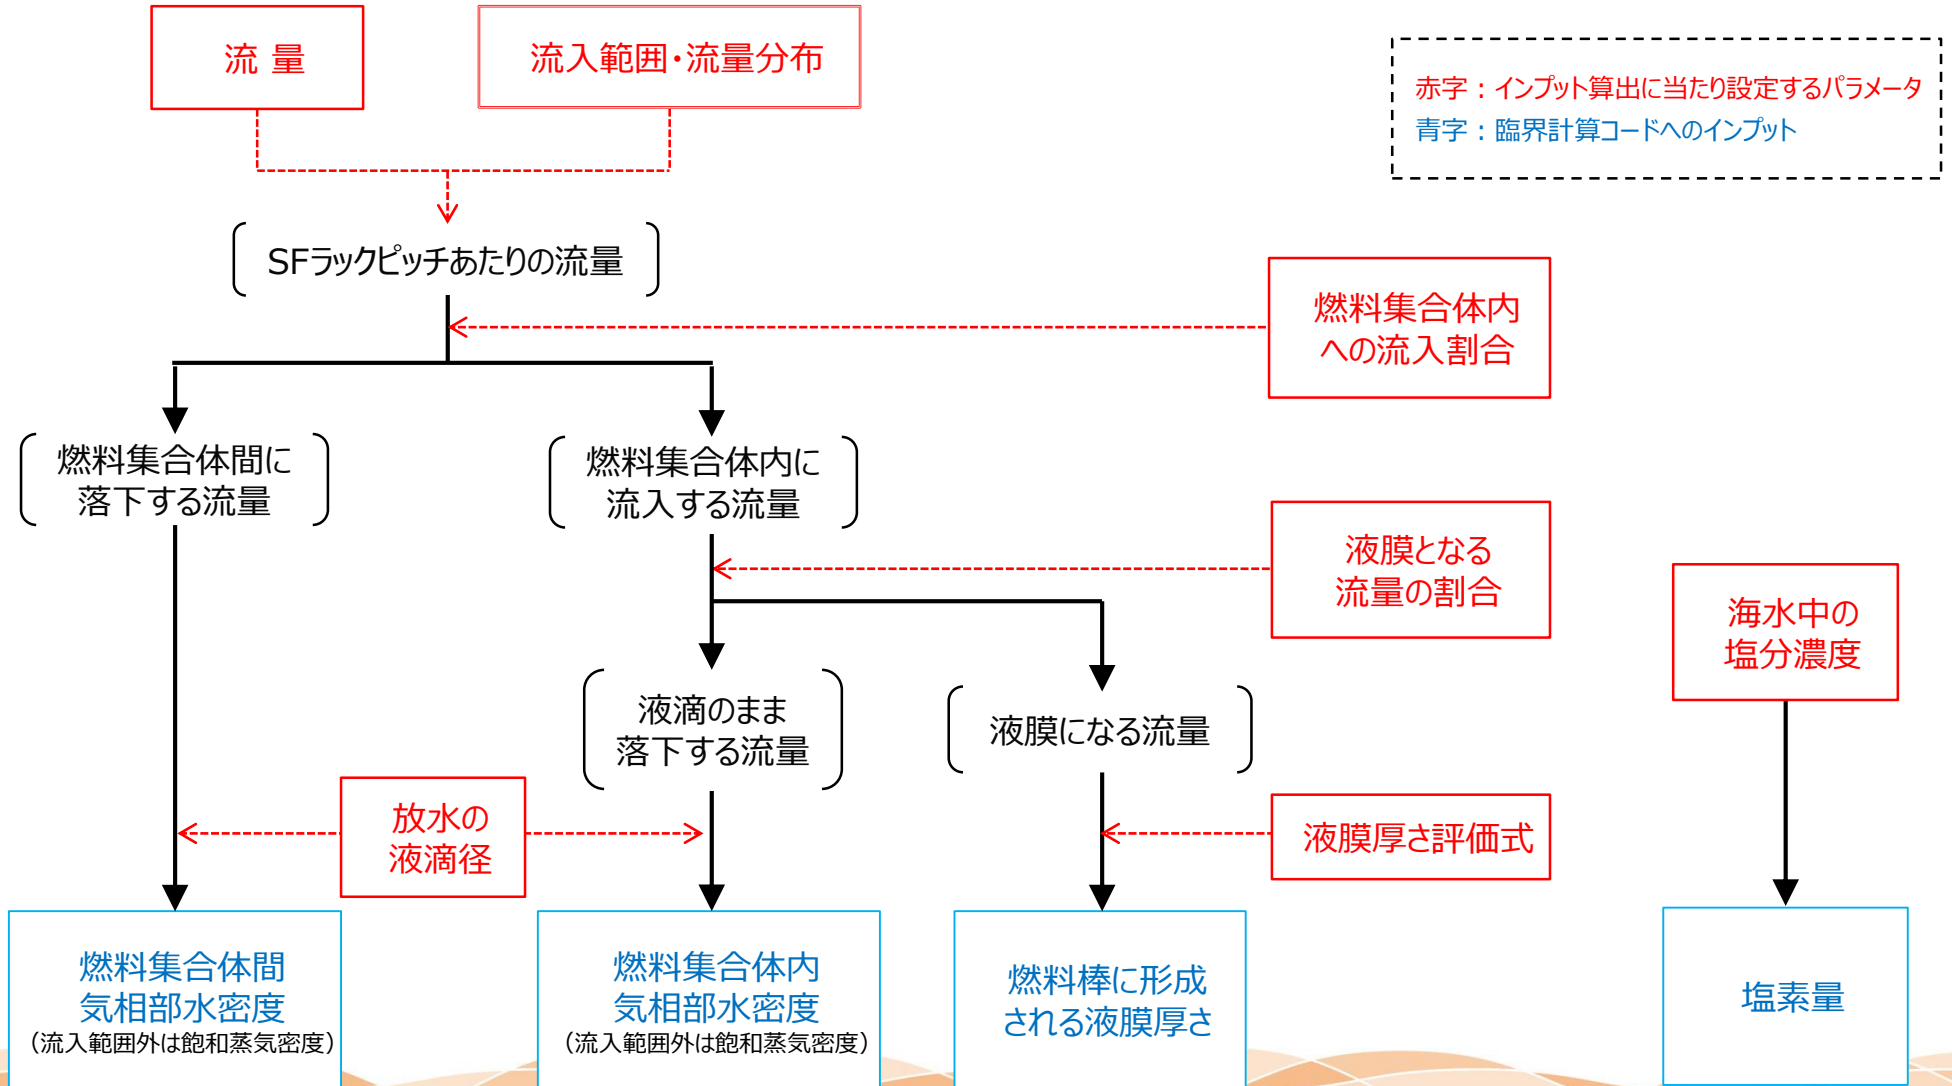 流 量
流入範囲・流量分布
赤字：インプット算出に当たり設定するパラメータ
青字：臨界計算コードへのインプット
SFラックピッチあたりの流量
燃料集合体内
への流入割合
燃料集合体間に
落下する流量
燃料集合体内に
流入する流量
液膜となる
流量の割合
海水中の
塩分濃度
液滴のまま
落下する流量
液膜になる流量
放水の
液滴径
液膜厚さ評価式
燃料集合体間
気相部水密度
（流入範囲外は飽和蒸気密度）
燃料集合体内
気相部水密度
（流入範囲外は飽和蒸気密度）
燃料棒に形成
される液膜厚さ
塩素量